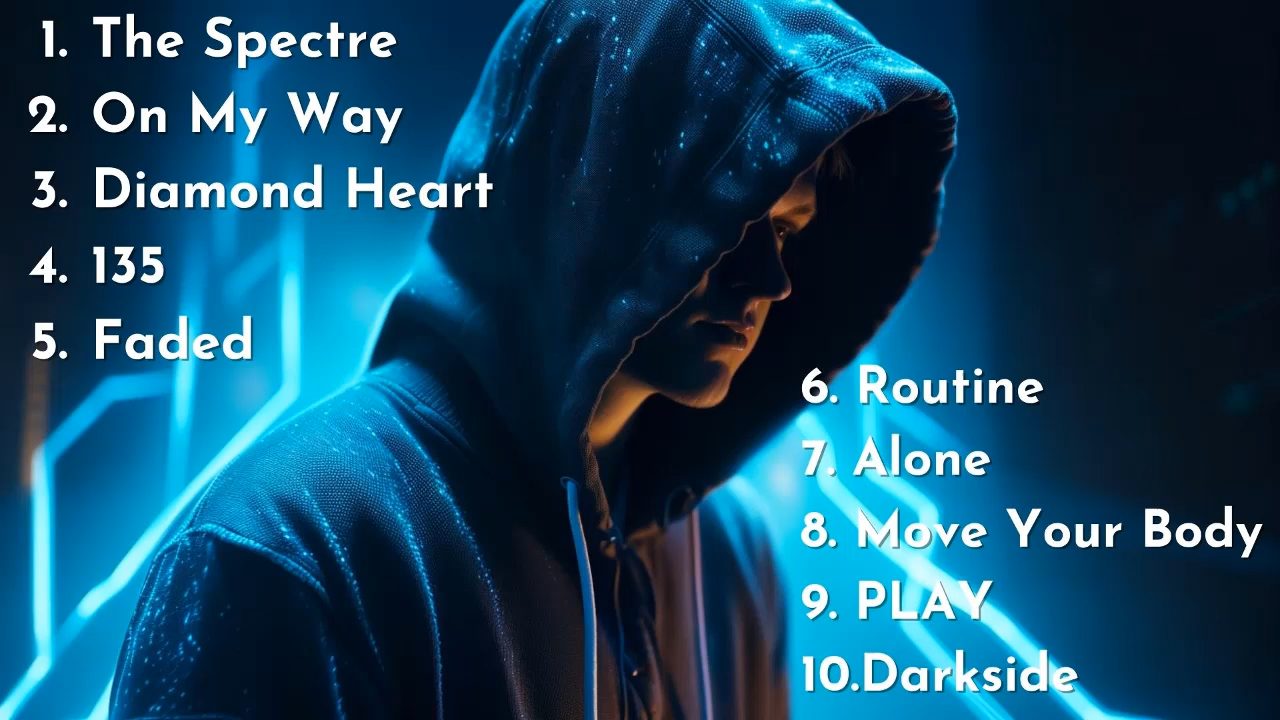 1. The Spectre
2. On My Way
3. Diamond Heart
4. 135
5. Faded
6. Routine
7. Alone
8. Move Your Body
9. PLAY
10.Darkside